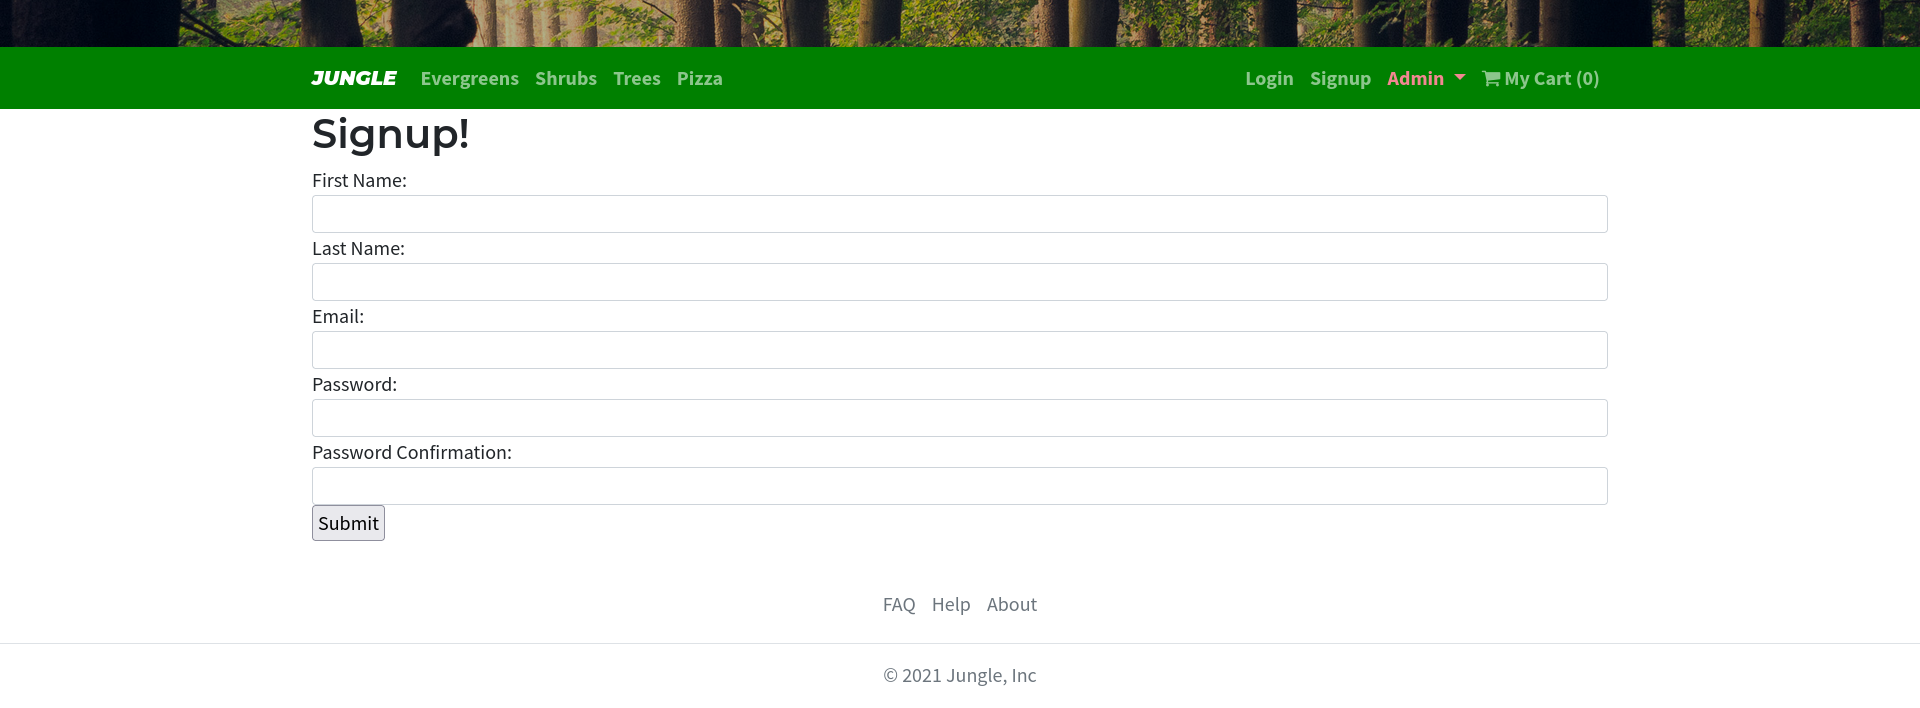 JUNGLE Evergreens Shrubs Trees Pizza Login Signup Admin My Cart (0)
Signup!
First Name:
Last Name:
Email:
Password:
Password Confirmation:
Submit
FAQ Help About
© 2021 Jungle, Inc